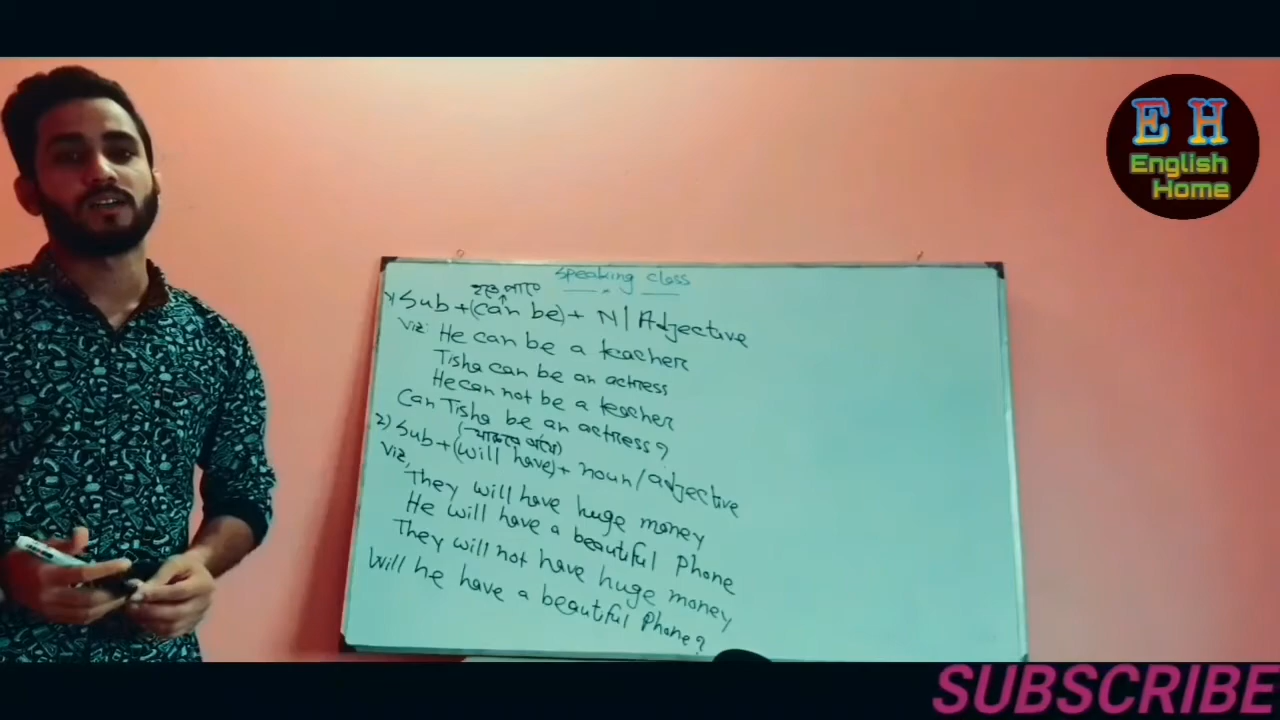 E H
English
Home
Speaking class
হতে পারে
১) Sub + (can be) + N/Adjective
Viz: He can be a teacher
Tisha can be an actress
He can not be a teacher
Can Tisha be an actress?
2) Sub + (will have) + noun/adjective
Viz,
They will have huge money
He will have a beautiful Phone
They will not have huge money
Will he have a beautiful Phone?
SUBSCRIBE